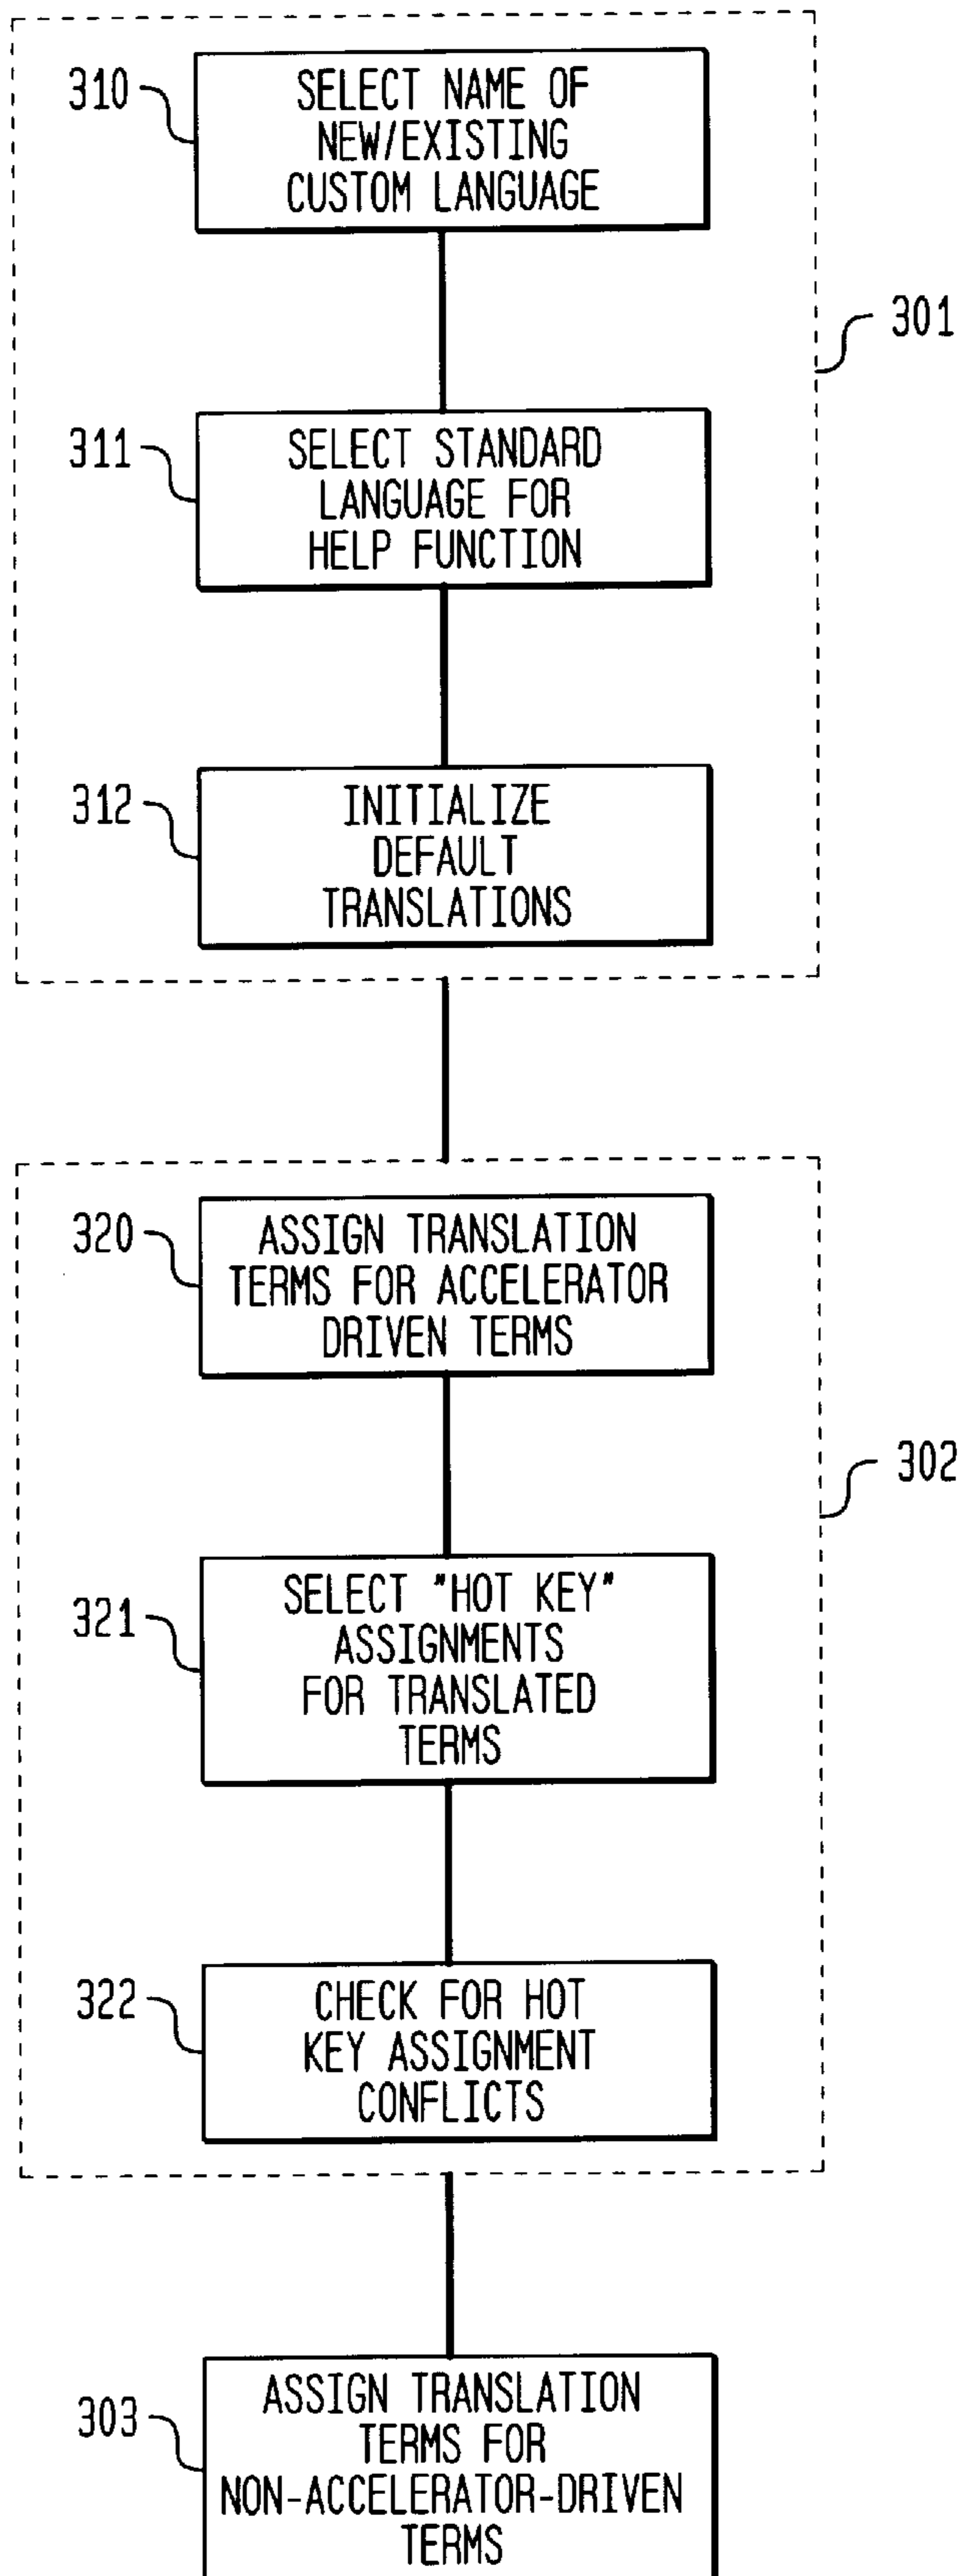 310
SELECT NAME OF
NEW/EXISTING
CUSTOM LANGUAGE
301
311
SELECT STANDARD
LANGUAGE FOR
HELP FUNCTION
312
INITIALIZE
DEFAULT
TRANSLATIONS
320
ASSIGN TRANSLATION
TERMS FOR ACCELERATOR
DRIVEN TERMS
302
321
SELECT "HOT KEY"
ASSIGNMENTS
FOR TRANSLATED
TERMS
322
CHECK FOR HOT
KEY ASSIGNMENT
CONFLICTS
303
ASSIGN TRANSLATION
TERMS FOR
NON-ACCELERATOR-DRIVEN
TERMS